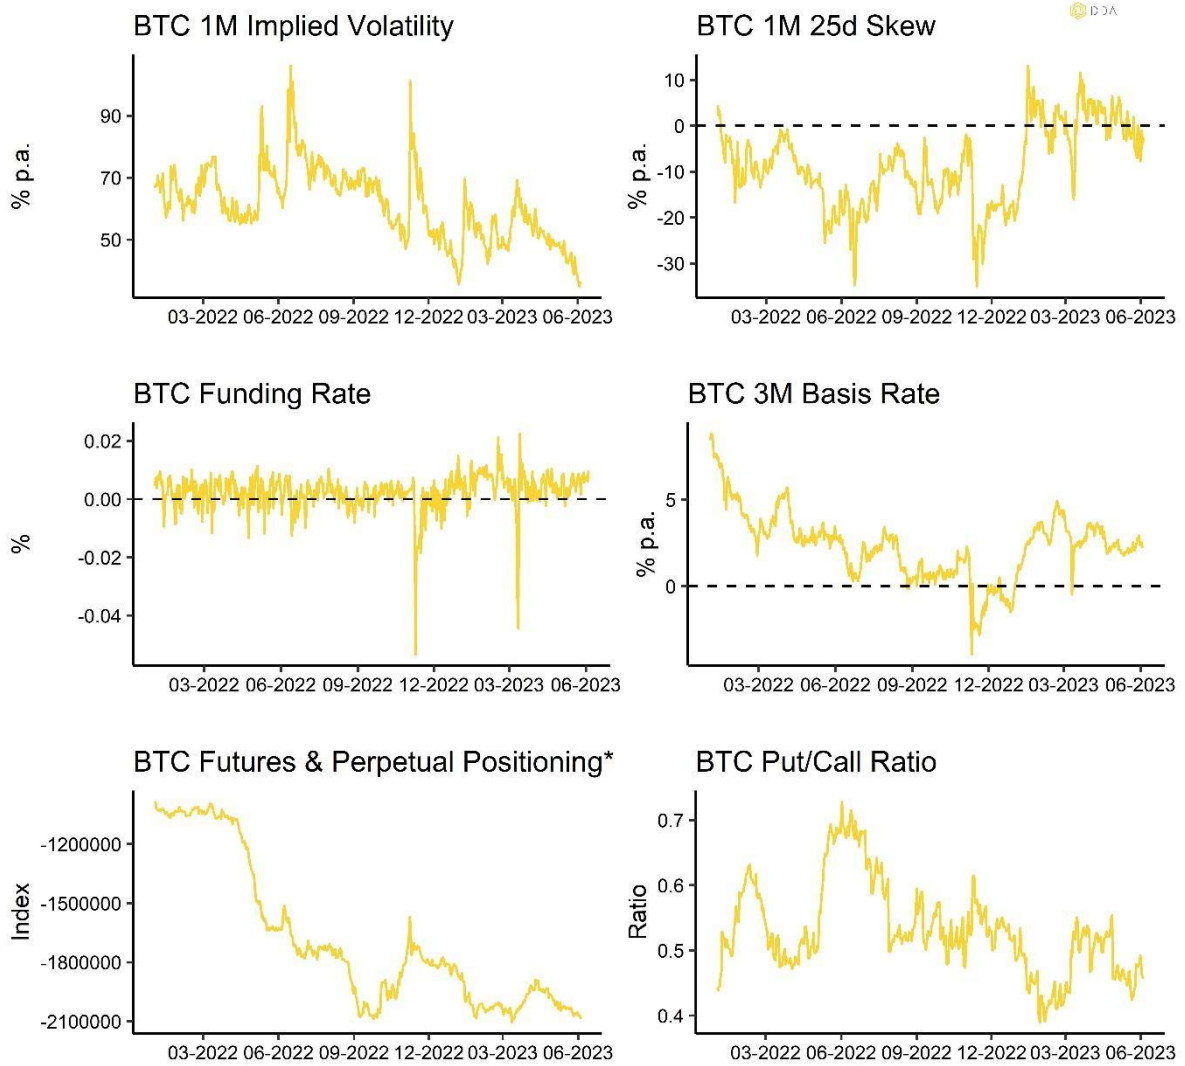 DDA
BTC 1M Implied Volatility
% p.a.
90
70
50
03-2022 06-2022 09-2022 12-2022 03-2023 06-2023
BTC 1M 25d Skew
% p.a.
10
0
-10
-20
-30
03-2022 06-2022 09-2022 12-2022 03-2023 06-2023
BTC Funding Rate
%
0.02
0.00
-0.02
-0.04
03-2022 06-2022 09-2022 12-2022 03-2023 06-2023
BTC 3M Basis Rate
% p.a.
5
0
03-2022 06-2022 09-2022 12-2022 03-2023 06-2023
BTC Futures & Perpetual Positioning*
Index
-1200000
-1500000
-1800000
-2100000
03-2022 06-2022 09-2022 12-2022 03-2023 06-2023
BTC Put/Call Ratio
Ratio
0.7
0.6
0.5
0.4
03-2022 06-2022 09-2022 12-2022 03-2023 06-2023